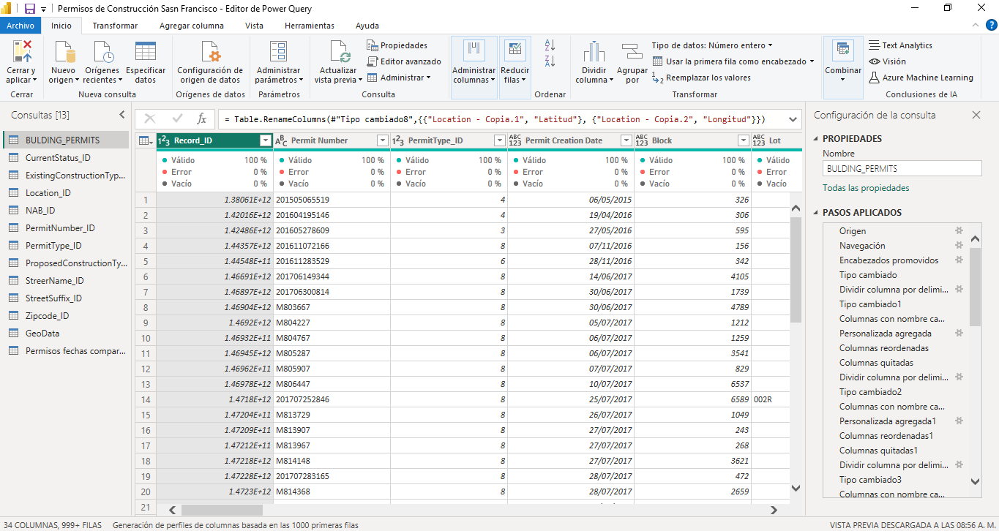 Permisos de Construcción Sasn Francisco - Editor de Power Query
Archivo Inicio Transformar Agregar columna Vista Herramientas Ayuda
Cerrar y aplicar
Cerrar
Nuevo origen
Orígenes recientes
Especificar datos
Nueva consulta
Configuración de origen de datos
Orígenes de datos
Administrar parámetros
Parámetros
Actualizar vista previa
Propiedades
Editor avanzado
Administrar
Consulta
Administrar columnas
Reducir filas
Ordenar
Dividir columna
Agrupar por
Tipo de datos: Número entero
Usar la primera fila como encabezado
Reemplazar los valores
Transformar
Combinar
Text Analytics
Visión
Azure Machine Learning
Conclusiones de IA
Consultas [13]
BULDING_PERMITS
CurrentStatus_ID
ExistingConstructionTyp...
Location_ID
NAB_ID
PermitNumber_ID
PermitType_ID
ProposedConstructionTy...
StreerName_ID
StreetSuffix_ID
Zipcode_ID
GeoData
Permisos fechas compar...
fx = Table.RenameColumns(#"Tipo cambiado8",{{"Location - Copia.1", "Latitud"}, {"Location - Copia.2", "Longitud"}})
123 Record_ID ABC Permit Number 123 PermitType_ID ABC 123 Permit Creation Date ABC 123 Block ABC 123 Lot
Válido 100 % Válido 100 % Válido 100 % Válido 100 % Válido 100 % Válido
Error 0 % Error 0 % Error 0 % Error 0 % Error 0 % Error
Vacío 0 % Vacío 0 % Vacío 0 % Vacío 0 % Vacío 0 % Vacío
1 1.38061E+12 201505065519 4 06/05/2015 326
2 1.42016E+12 201604195146 4 19/04/2016 306
3 1.42486E+12 201605278609 3 27/05/2016 595
4 1.44357E+12 201611072166 8 07/11/2016 156
5 1.44548E+11 201611283529 6 28/11/2016 342
6 1.46691E+12 201706149344 8 14/06/2017 4105
7 1.46897E+12 201706300814 8 30/06/2017 1739
8 1.46904E+12 M803667 8 30/06/2017 4789
9 1.4692E+12 M804227 8 05/07/2017 1212
10 1.46932E+11 M804767 8 06/07/2017 1259
11 1.46945E+12 M805287 8 06/07/2017 3541
12 1.46962E+11 M805907 8 07/07/2017 829
13 1.46978E+12 M806447 8 10/07/2017 6537
14 1.4718E+12 201707252846 8 25/07/2017 6589 002R
15 1.47204E+11 M813729 8 26/07/2017 1049
16 1.47209E+11 M813907 8 27/07/2017 243
17 1.47212E+11 M813967 8 27/07/2017 268
18 1.47218E+12 M814148 8 27/07/2017 3621
19 1.47228E+12 201707283165 8 28/07/2017 472
20 1.4723E+12 M814368 8 28/07/2017 2659
21
Configuración de la consulta
PROPIEDADES
Nombre
BULDING_PERMITS
Todas las propiedades
PASOS APLICADOS
Origen
Navegación
Encabezados promovidos
Tipo cambiado
Dividir columna por delimi...
Tipo cambiado1
Columnas con nombre ca...
Personalizada agregada
Columnas reordenadas
Columnas quitadas
Dividir columna por delimi...
Tipo cambiado2
Columnas con nombre ca...
Personalizada agregada1
Columnas reordenadas1
Columnas quitadas1
Dividir columna por delimi...
Tipo cambiado3
Columnas con nombre ca...
34 COLUMNAS, 999+ FILAS Generación de perfiles de columnas basada en las 1000 primeras filas VISTA PREVIA DESCARGADA A LAS 08:56 A. M.